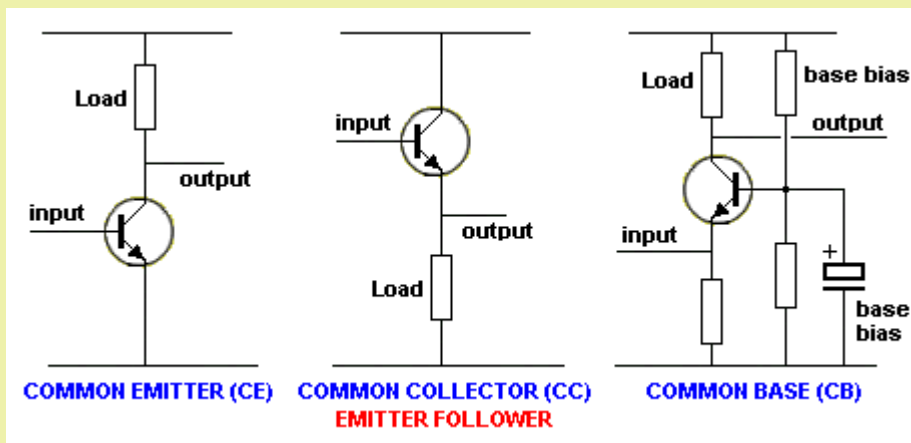 Load
output
input
COMMON EMITTER (CE)
input
output
Load
COMMON COLLECTOR (CC)
EMITTER FOLLOWER
Load
base bias
output
input
+
base
bias
COMMON BASE (CB)